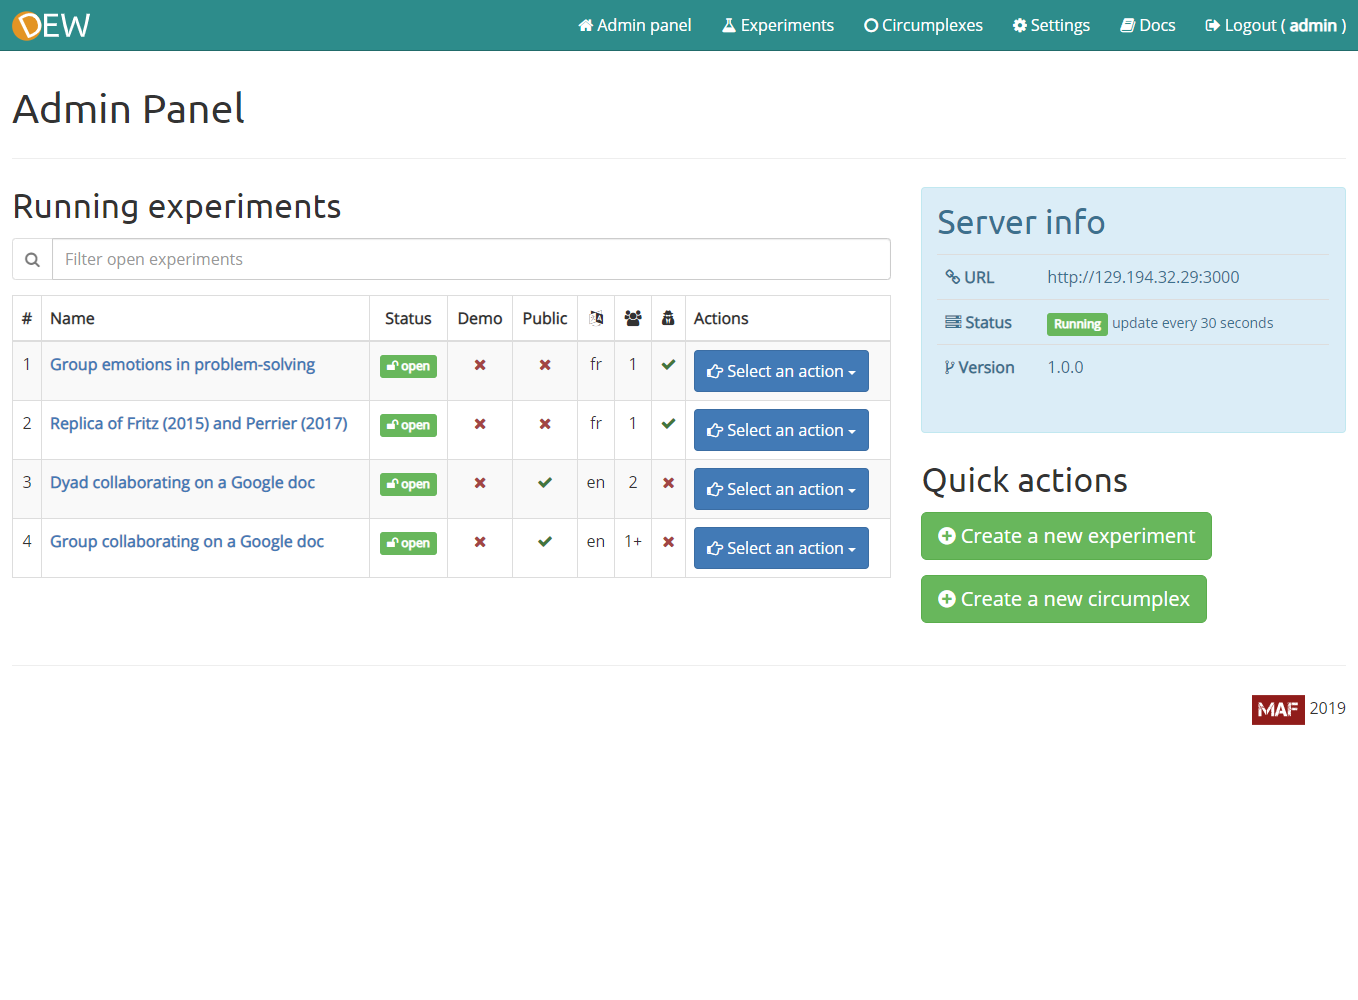 DEW
Admin panel
Experiments
Circumplexes
Settings
Docs
Logout ( admin )
Admin Panel
Running experiments
Filter open experiments
# Name Status Demo Public Actions
1 Group emotions in problem-solving open fr 1 Select an action
2 Replica of Fritz (2015) and Perrier (2017) open fr 1 Select an action
3 Dyad collaborating on a Google doc open en 2 Select an action
4 Group collaborating on a Google doc open en 1+ Select an action
Server info
URL http://129.194.32.29:3000
Status Running update every 30 seconds
Version 1.0.0
Quick actions
Create a new experiment
Create a new circumplex
MAF 2019